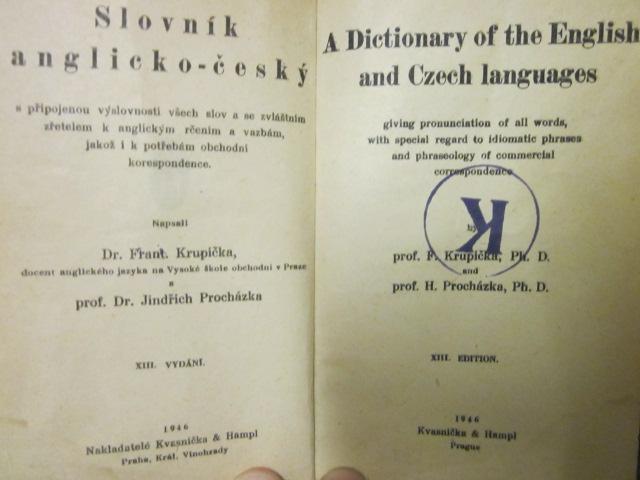 Slovník
anglicko-český
s připojenou výslovností všech slov a se zvláštním
zřetelem k anglickým rčením a vazbám,
jakož i k potřebám obchodní
korespondence.
Napsali
Dr. Frant. Krupička,
docent anglického jazyka na Vysoké škole obchodní v Praze
a
prof. Dr. Jindřich Procházka
XIII. VYDÁNÍ.
1946
Nakladatelé Kvasnička & Hampl
Praha, Král. Vinohrady
A Dictionary of the English
and Czech languages
giving pronunciation of all words,
with special regard to idiomatic phrases
and phraseology of commercial
correspondence
K
by
prof. F. Krupička, Ph. D.
and
prof. H. Procházka, Ph. D.
XIII. EDITION.
1946
Kvasnička & Hampl
Prague